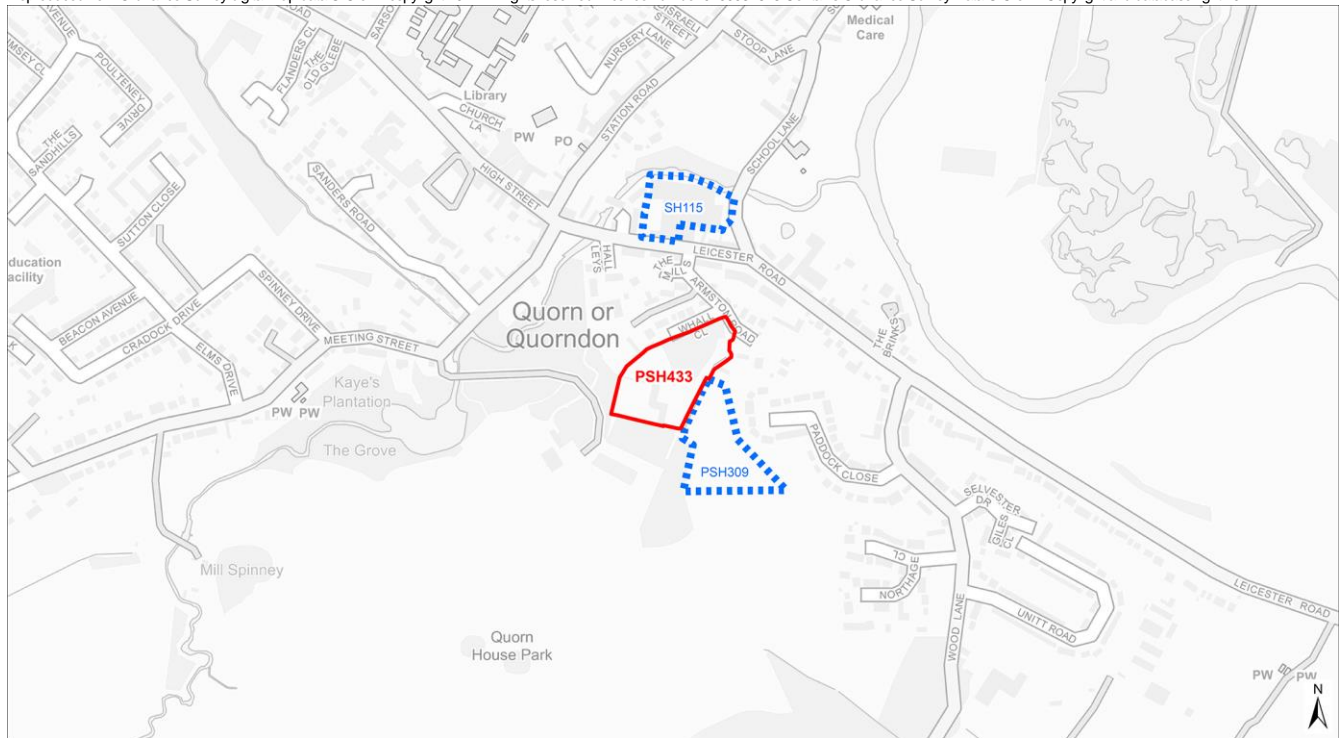 DISRAELI
STREET
Medical
Care
STOOP LANE
NURSERY LANE
POULTENEY
DRIVE
FLANDERS CL
THE
OLD GLEBE
Library
CHURCH
LA
PW
PO
STATION ROAD
SCHOOL LANE
THE
SANDHILLS
SUTTON CLOSE
SANDERS ROAD
HIGH STREET
SH115
LEICESTER ROAD
HALL
LEYS
THE
MILLS
ARMSTON ROAD
WHALL
CL
BEACON AVENUE
CRADOCK DRIVE
SPINNEY DRIVE
ELMS DRIVE
MEETING STREET
Quorn or
Quorndon
PSH433
THE
BRINKS
Kaye's
Plantation
PW PW
The Grove
PADDOCK CLOSE
PSH309
SELVESTER
DR
GILES
CL
Mill Spinney
NORTHAGE
CL
UNITT ROAD
WOOD LANE
LEICESTER ROAD
Quorn
House Park
PW PW
N